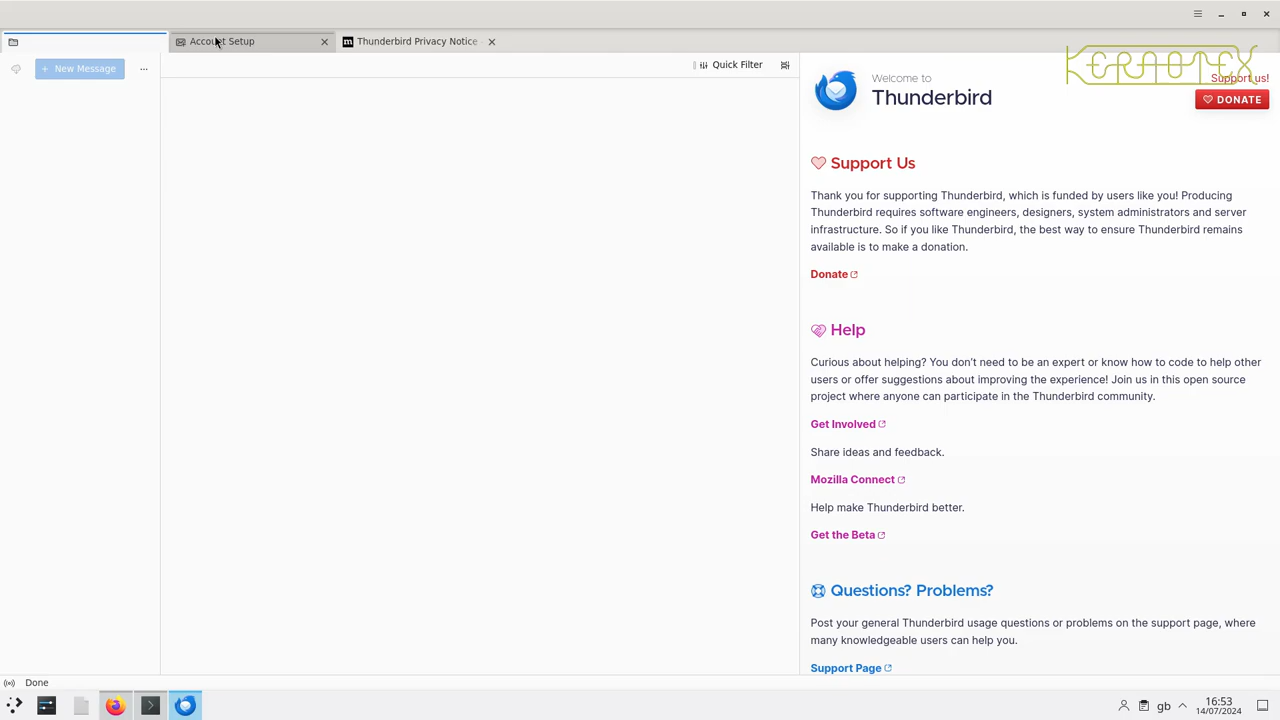 Account Setup
Thunderbird Privacy Notice
+ New Message
...
Quick Filter
Welcome to
Thunderbird
KEAOTEX
Support us!
DONATE
Support Us
Thank you for supporting Thunderbird, which is funded by users like you! Producing
Thunderbird requires software engineers, designers, system administrators and server
infrastructure. So if you like Thunderbird, the best way to ensure Thunderbird remains
available is to make a donation.
Donate
Help
Curious about helping? You don't need to be an expert or know how to code to help other
users or offer suggestions about improving the experience! Join us in this open source
project where anyone can participate in the Thunderbird community.
Get Involved
Share ideas and feedback.
Mozilla Connect
Help make Thunderbird better.
Get the Beta
Questions? Problems?
Post your general Thunderbird usage questions or problems on the support page, where
many knowledgeable users can help you.
Support Page
Done
gb
16:53
14/07/2024